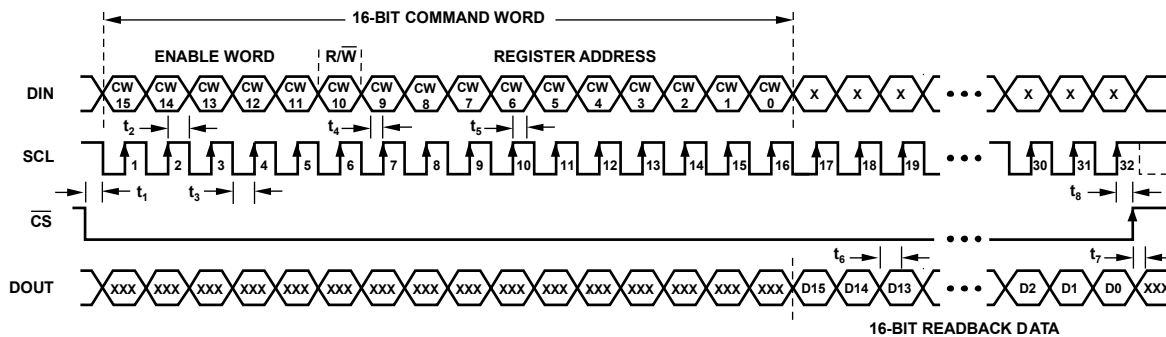 16-BIT COMMAND WORD
ENABLE WORD R/W̅ REGISTER ADDRESS
DIN CW 15 CW 14 CW 13 CW 12 CW 11 CW 10 CW 9 CW 8 CW 7 CW 6 CW 5 CW 4 CW 3 CW 2 CW 1 CW 0 X X X X X X
t2 t4 t5
SCL 1 2 3 4 5 6 7 8 9 10 11 12 13 14 15 16 17 18 19 30 31 32
t1 t3 t8
C̅S̅
t6 t7
DOUT XXX XXX XXX XXX XXX XXX XXX XXX XXX XXX XXX XXX XXX XXX XXX XXX D15 D14 D13 D2 D1 D0 XXX
16-BIT READBACK DATA